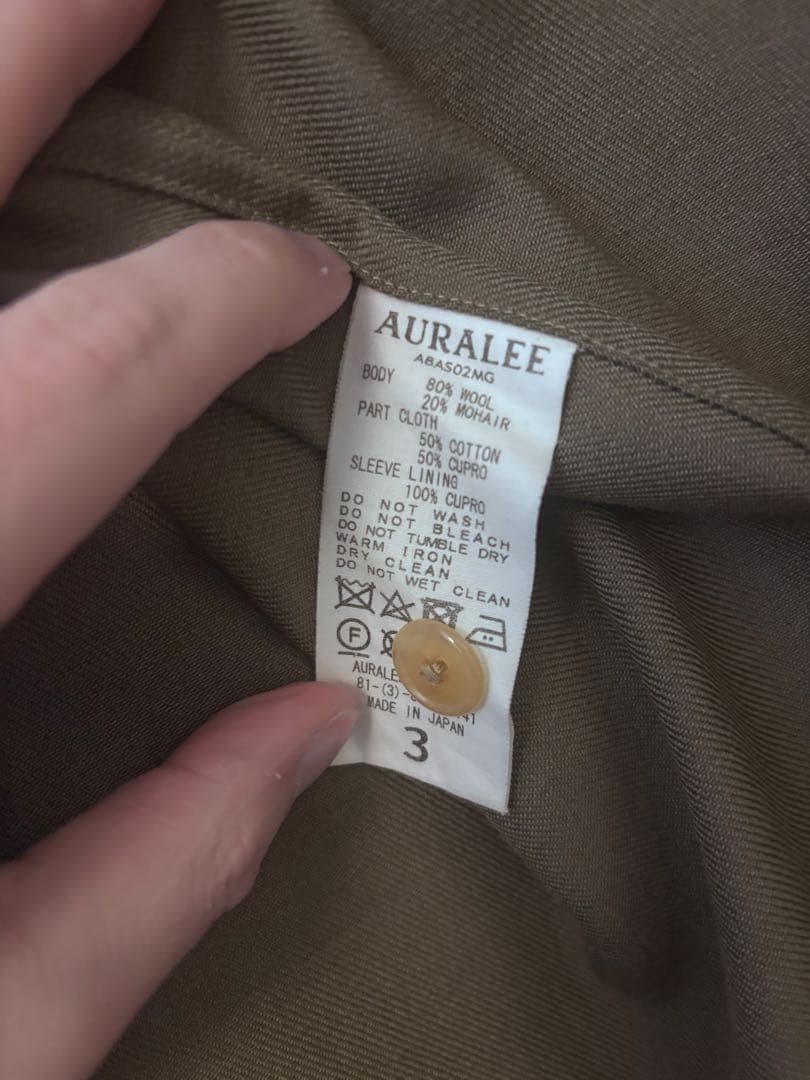 AURALEE
A8AS02MG
BODY 80% WOOL
20% MOHAIR
PART CLOTH
50% COTTON
50% CUPRO
SLEEVE LINING
100% CUPRO
DO NOT WASH
DO NOT BLEACH
DO NOT TUMBLE DRY
WARM IRON
DRY CLEAN
DO NOT WET CLEAN
F
AURALE
81-(3)- 41
MADE IN JAPAN
3